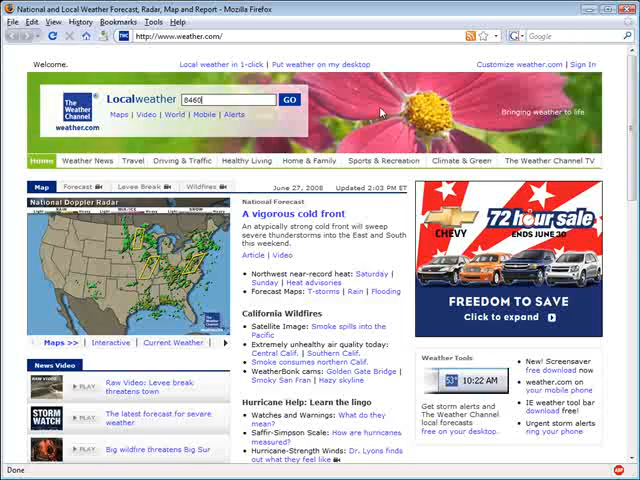 National and Local Weather Forecast, Radar, Map and Report - Mozilla Firefox
File Edit View History Bookmarks Tools Help
http://www.weather.com/
Google
Welcome.
Local weather in 1-click | Put weather on my desktop
Customize weather.com | Sign In
The Weather Channel
weather.com
Localweather 8460 GO
Maps | Video | World | Mobile | Alerts
Bringing weather to life
Home Weather News Travel Driving & Traffic Healthy Living Home & Family Sports & Recreation Climate & Green The Weather Channel TV
Map Forecast Levee Break Wildfires
National Doppler Radar
Maps >> Interactive | Current Weather |
News Video
PLAY Raw Video: Levee break threatens town
STORM WATCH PLAY The latest forecast for severe weather
PLAY Big wildfire threatens Big Sur
June 27, 2008 Updated 2:03 PM ET
National Forecast
A vigorous cold front
An atypically strong cold front will sweep
severe thunderstorms into the East and South
this weekend.
Article | Video
Northwest near-record heat: Saturday |
Sunday | Heat advisories
Forecast Maps: T-storms | Rain | Flooding
California Wildfires
Satellite Image: Smoke spills into the
Pacific
Extremely unhealthy air quality today:
Central Calif. | Southern Calif.
Smoke consumes northern Calif.
WeatherBonk cams: Golden Gate Bridge |
Smoky San Fran | Hazy skyline
Hurricane Help: Learn the lingo
Watches and Warnings: What do they
mean?
Saffir-Simpson Scale: How are hurricanes
measured?
Hurricane-Strength Winds: Dr. Lyons finds
out what they feel like
CHEVY
72 hour sale
ENDS JUNE 30
FREEDOM TO SAVE
Click to expand
Weather Tools
53° 10:22 AM
Get storm alerts and
The Weather Channel
local forecasts
free on your desktop.
New! Screensaver
free download now
weather.com on
your mobile phone
IE weather tool bar
download free!
Urgent storm alerts
ring your phone
Done